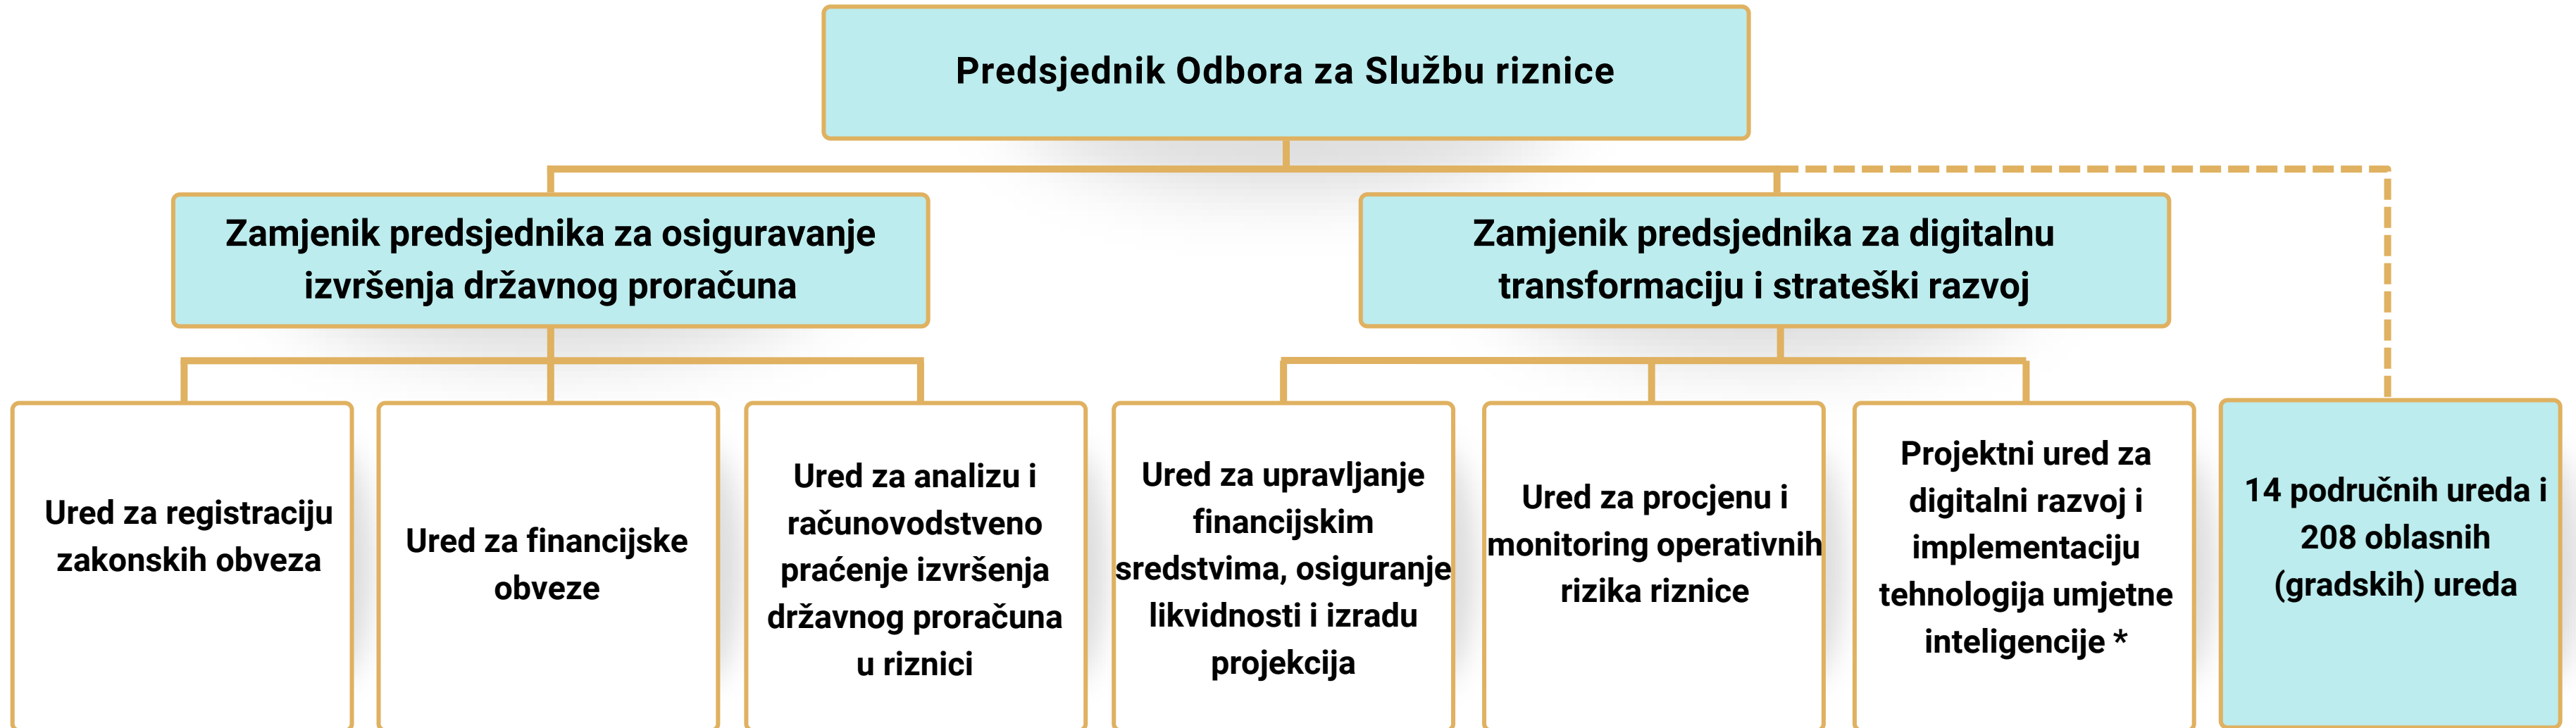 Predsjednik Odbora za Službu riznice
Zamjenik predsjednika za osiguravanje
izvršenja državnog proračuna
Zamjenik predsjednika za digitalnu
transformaciju i strateški razvoj
Ured za registraciju
zakonskih obveza
Ured za financijske
obveze
Ured za analizu i
računovodstveno
praćenje izvršenja
državnog proračuna
u riznici
Ured za upravljanje
financijskim
sredstvima, osiguranje
likvidnosti i izradu
projekcija
Ured za procjenu i
monitoring operativnih
rizika riznice
Projektni ured za
digitalni razvoj i
implementaciju
tehnologija umjetne
inteligencije *
14 područnih ureda i
208 oblasnih
(gradskih) ureda